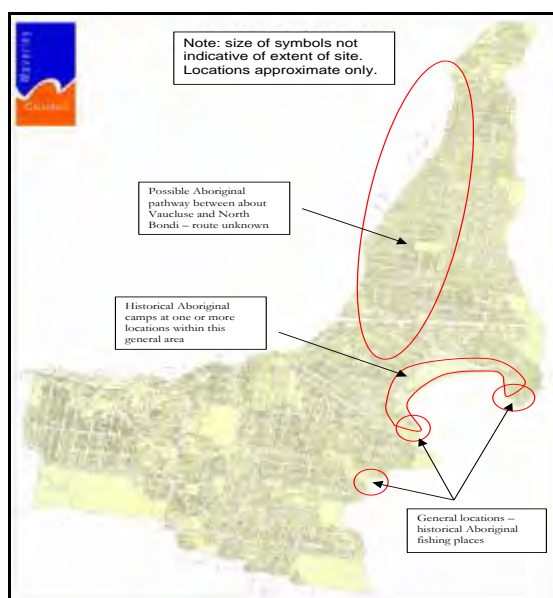 Waverley
Council
Note: size of symbols not
indicative of extent of site.
Locations approximate only.
Possible Aboriginal
pathway between about
Vaucluse and North
Bondi – route unknown
Historical Aboriginal
camps at one or more
locations within this
general area
General locations –
historical Aboriginal
fishing places